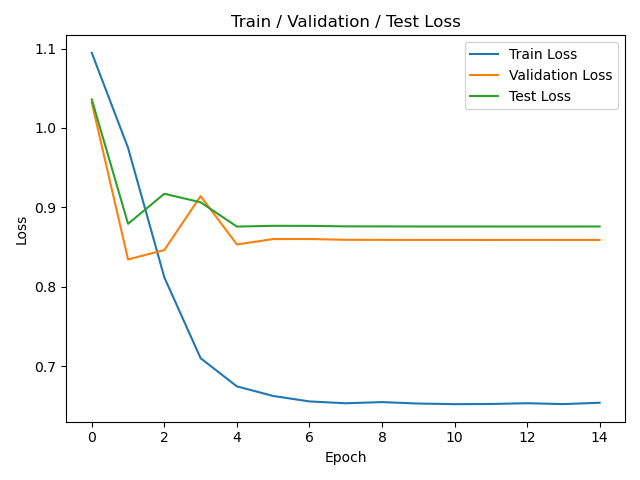 Train / Validation / Test Loss
Train Loss
Validation Loss
Test Loss
Loss
1.1
1.0
0.9
0.8
0.7
0 2 4 6 8 10 12 14
Epoch